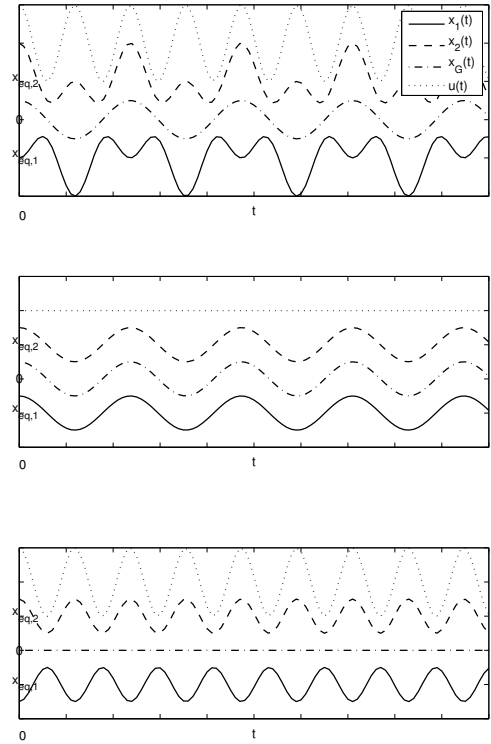 x_1(t)
x_2(t)
x_G(t)
u(t)
x_eq,2
0
x_eq,1
0
t
x_eq,2
0
x_eq,1
0
t
x_eq,2
0
x_eq,1
0
t